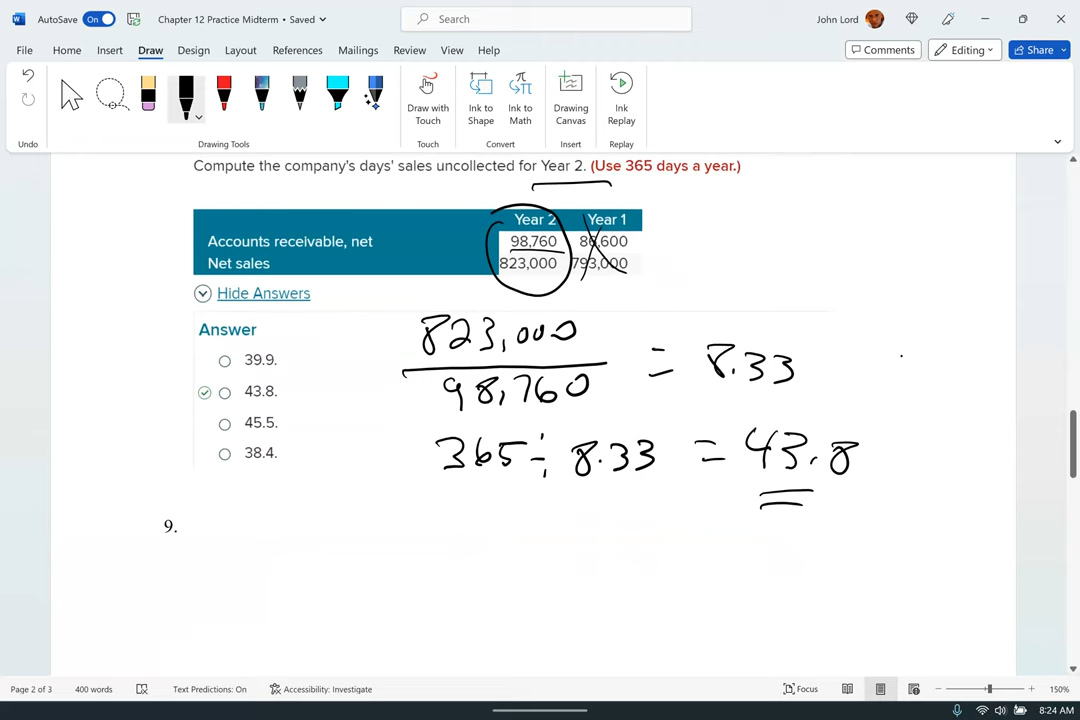 AutoSave On Chapter 12 Practice Midterm • Saved Search John Lord
File Home Insert Draw Design Layout References Mailings Review View Help Comments Editing Share
Draw with Touch Ink to Shape Ink to Math Drawing Canvas Ink Replay
Undo Drawing Tools Touch Convert Insert Replay
Compute the company's days' sales uncollected for Year 2. (Use 365 days a year.)
Year 2 Year 1
Accounts receivable, net 98,760 86,600
Net sales 823,000 793,000
Hide Answers
Answer
39.9.
43.8.
45.5.
38.4.
823,000
98,760
= 8.33
365 ÷ 8.33 = 43.8
9.
Page 2 of 3 400 words Text Predictions: On Accessibility: Investigate Focus 150%
8:24 AM